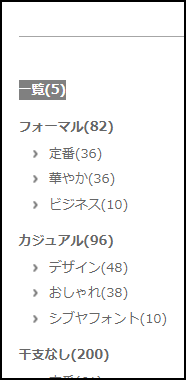 一覧(5)
フォーマル(82)
定番(36)
華やか(36)
ビジネス(10)
カジュアル(96)
デザイン(48)
おしゃれ(38)
シブヤフォント(10)
干支なし(200)